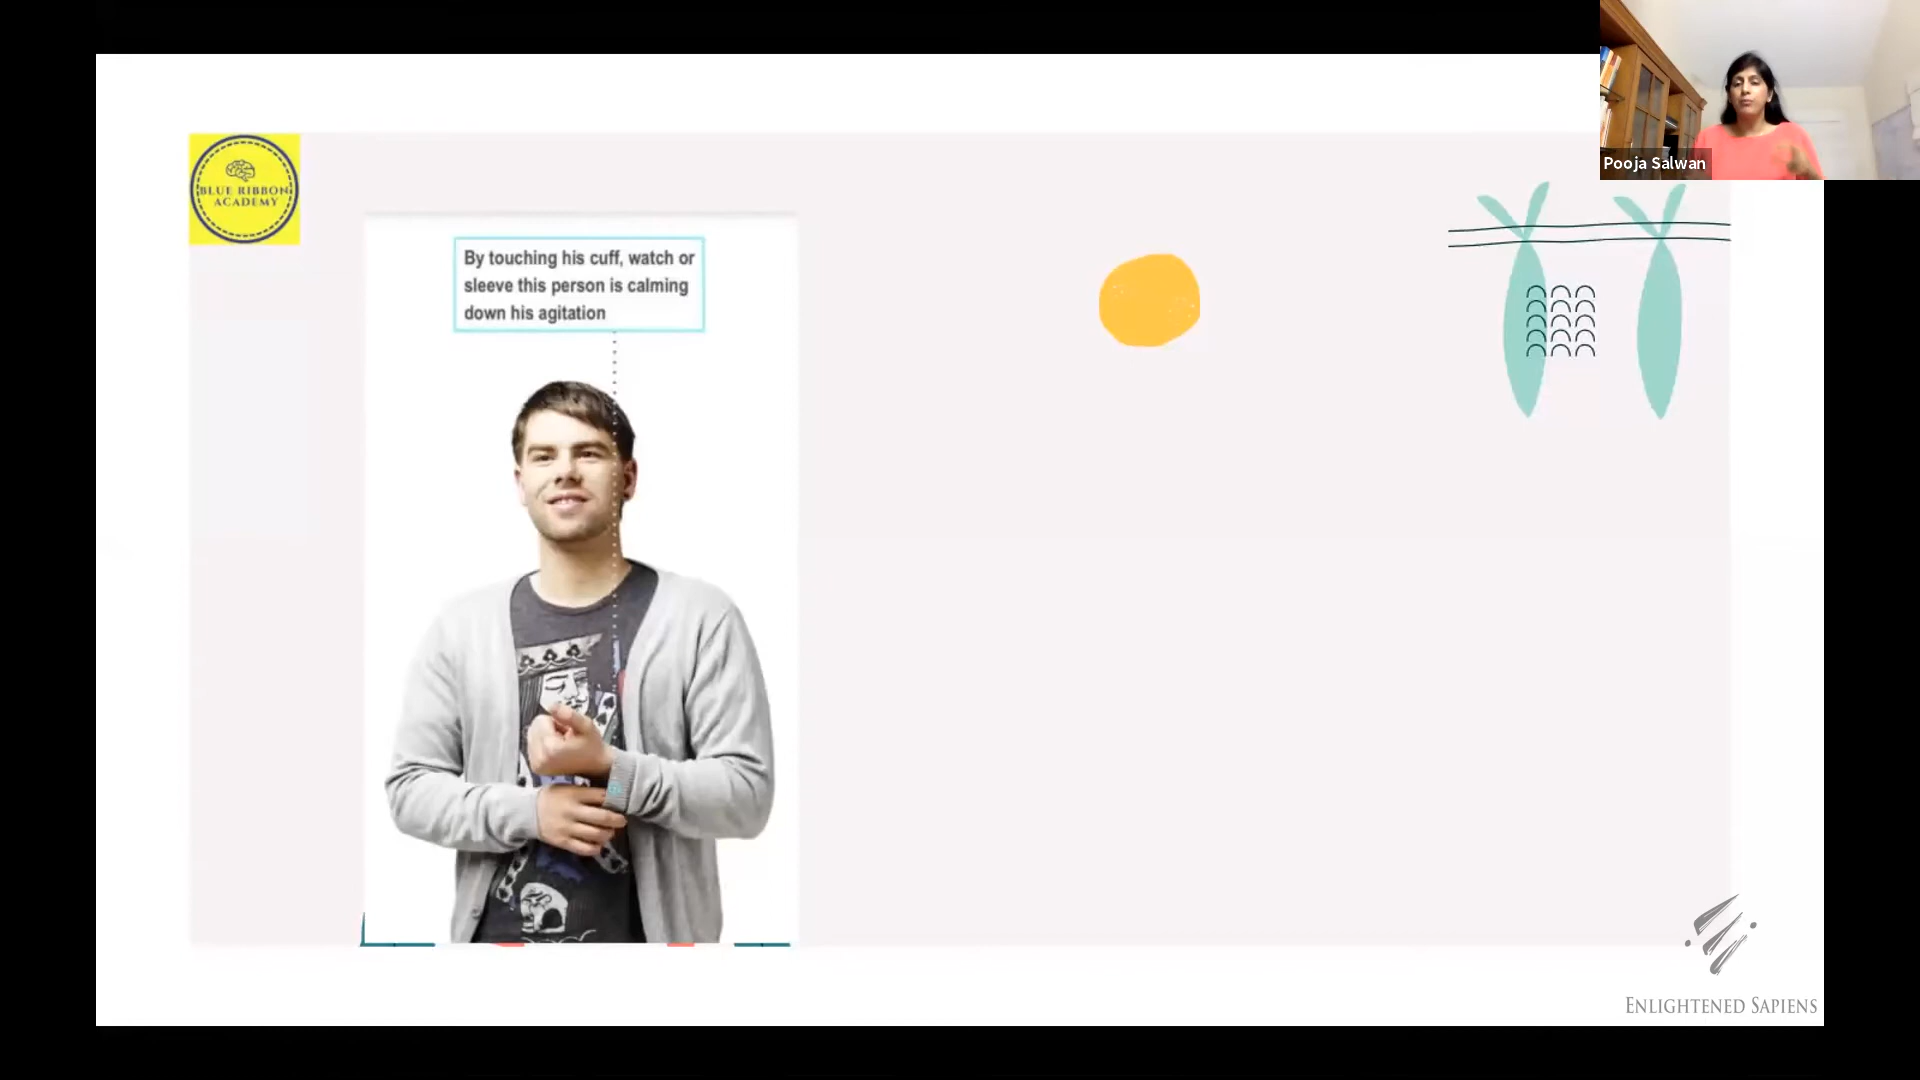 Pooja Salwan
BLUE RIBBON
ACADEMY
By touching his cuff, watch or
sleeve this person is calming
down his agitation
ENLIGHTENED SAPIENS